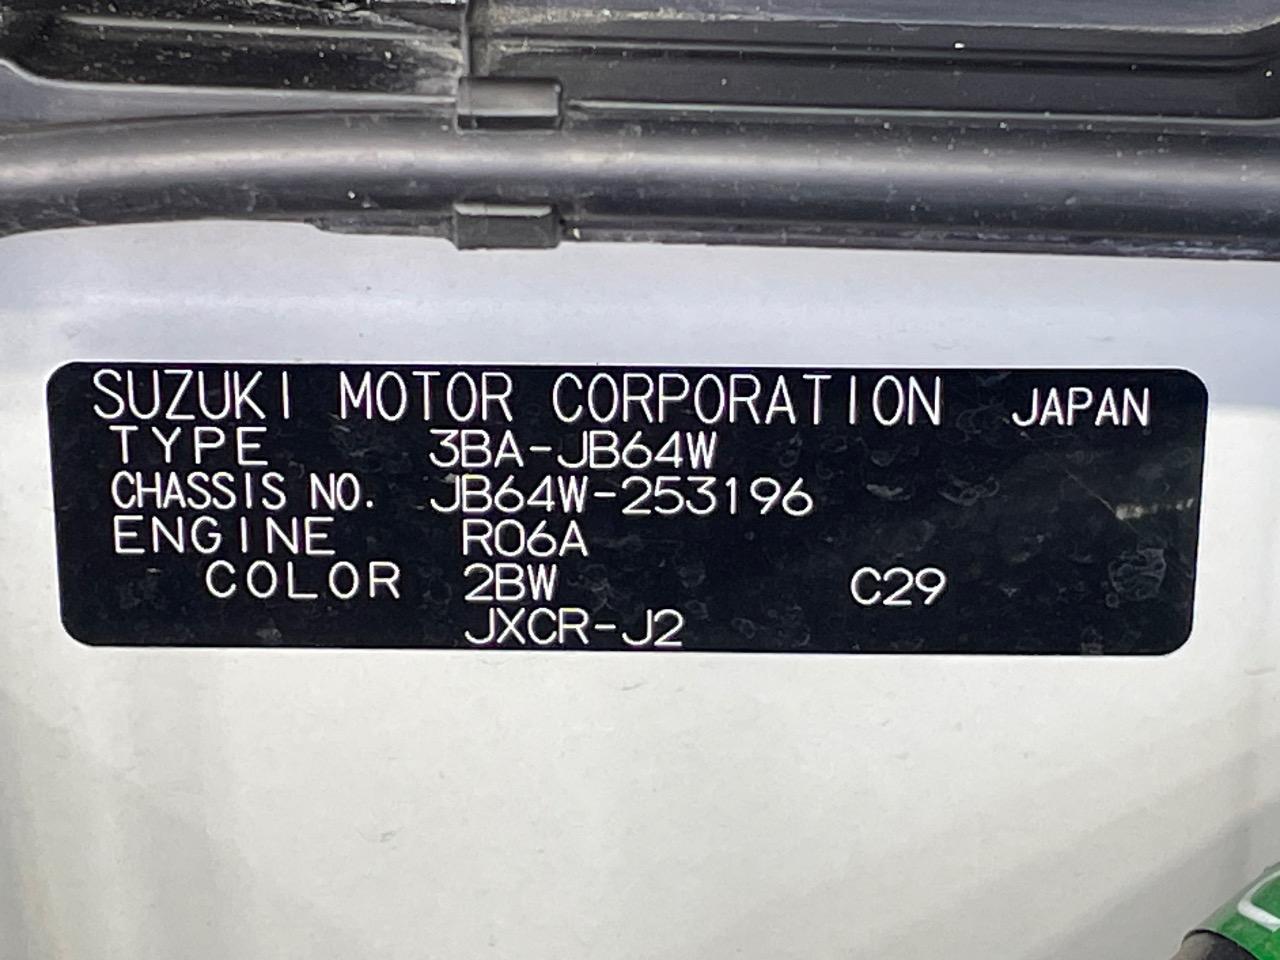 SUZUKI MOTOR CORPORATION JAPAN
TYPE 3BA-JB64W
CHASSIS NO. JB64W-253196
ENGINE R06A
COLOR 2BW C29
JXCR-J2